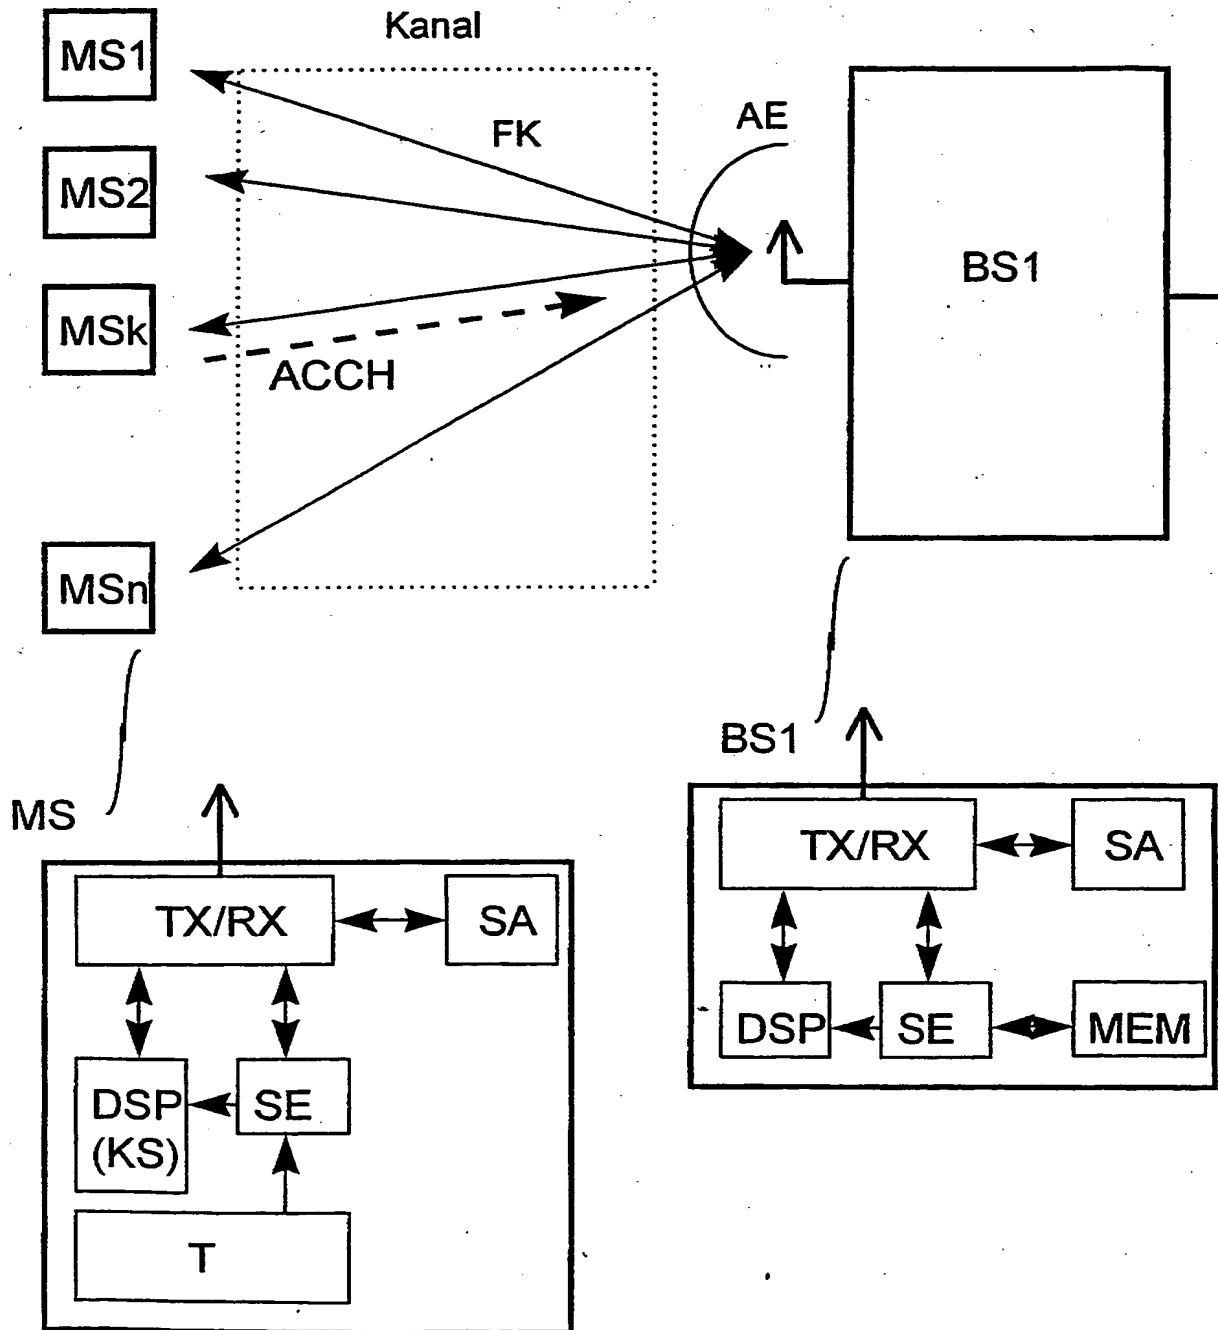 Kanal
MS1
FK
AE
MS2
BS1
MSk
ACCH
MSn
BS1
MS
TX/RX
SA
TX/RX
SA
DSP
SE
MEM
DSP
(KS)
SE
T